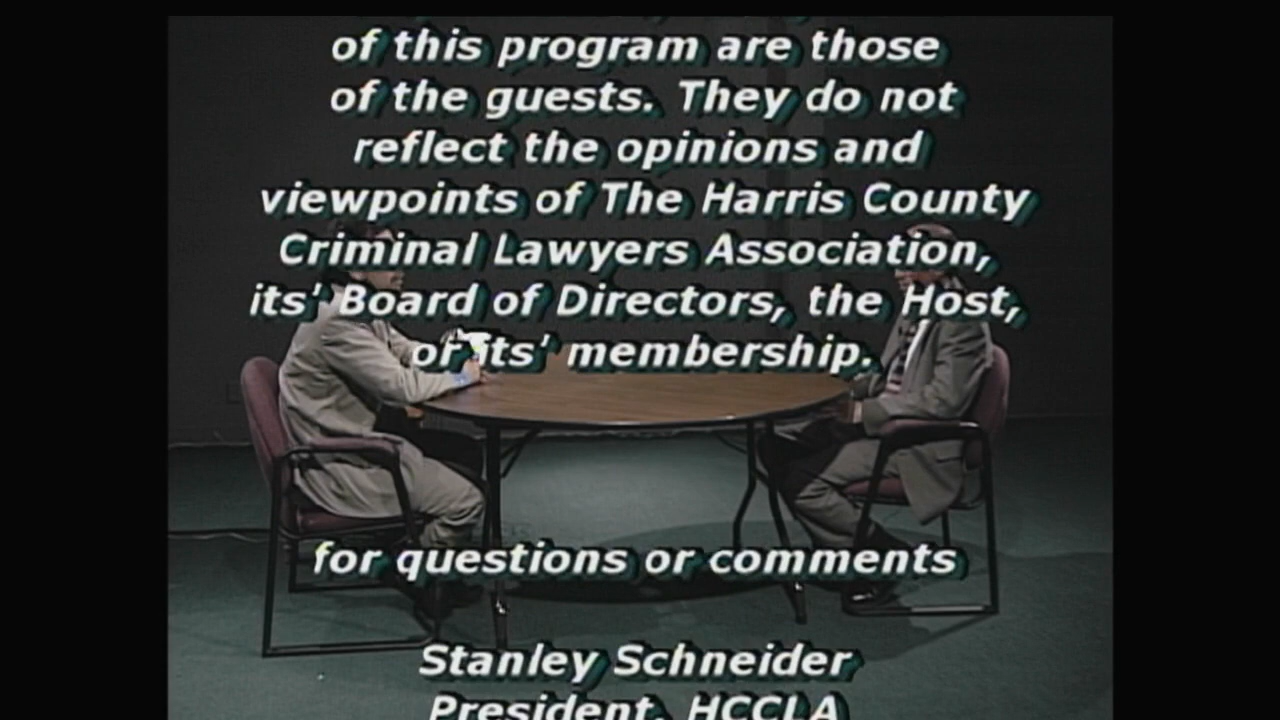 of this program are those
of the guests. They do not
reflect the opinions and
viewpoints of The Harris County
Criminal Lawyers Association,
its' Board of Directors, the Host,
or its' membership.
for questions or comments
Stanley Schneider
President, HCCLA